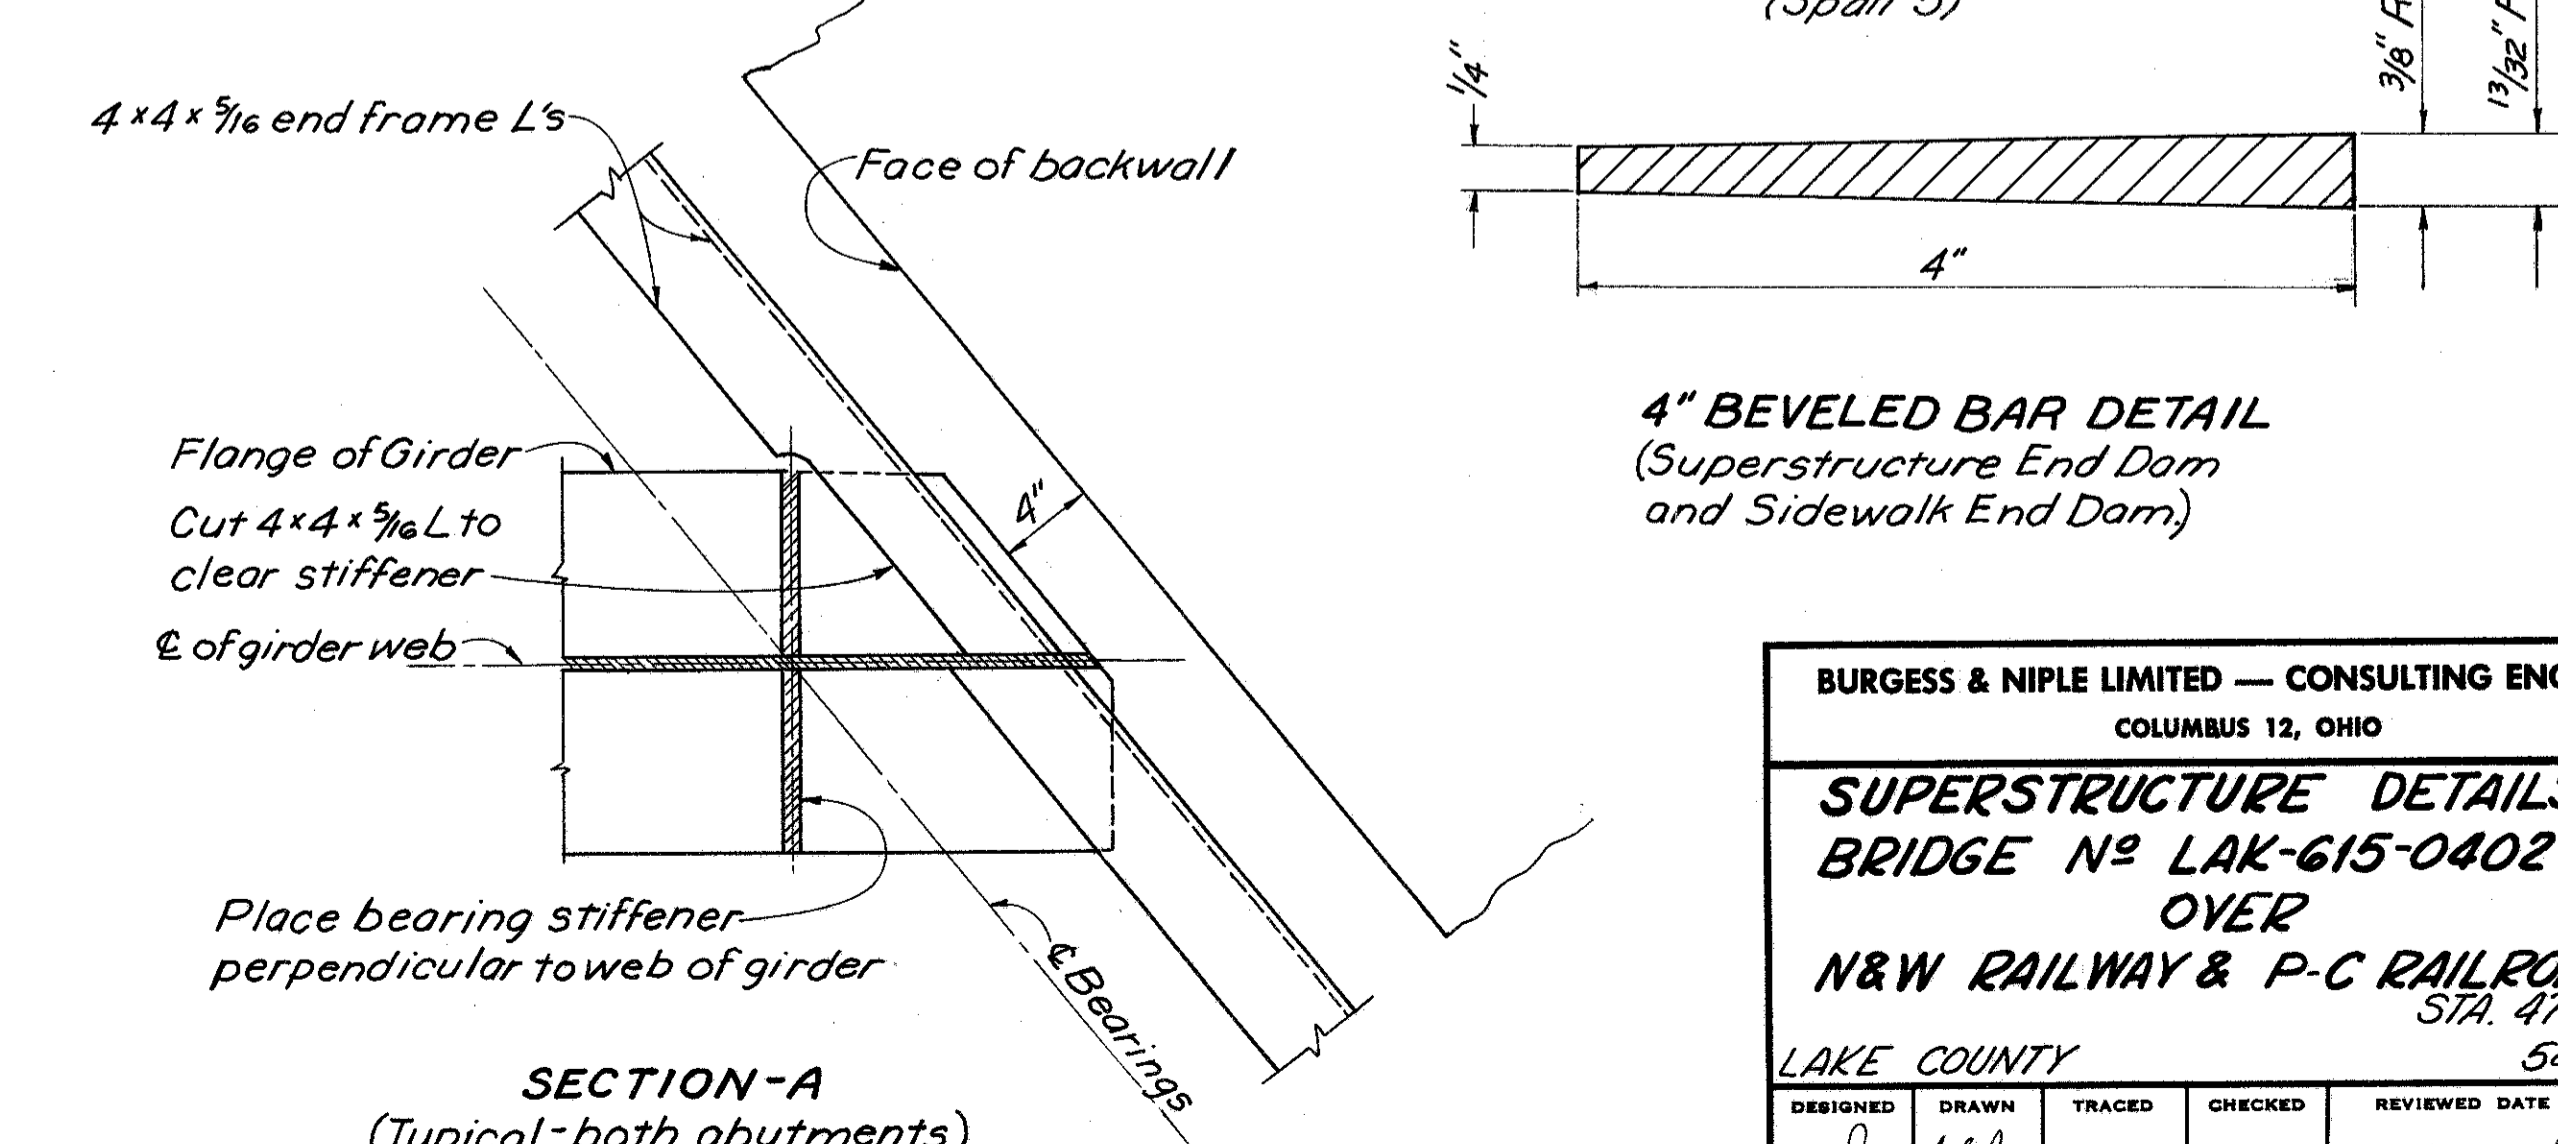 (Span 5)
4×4×5/16 end frame L's
Face of backwall
1/4"
3/8"
13/32"
4"
4" BEVELED BAR DETAIL
(Superstructure End Dam
and Sidewalk End Dam.)
Flange of Girder
Cut 4×4×5/16 L to
clear stiffener
4"
℄ of girder web
Place bearing stiffener
perpendicular to web of girder
℄ Bearings
SECTION-A
(Typical-both abutments)
BURGESS & NIPLE LIMITED — CONSULTING
COLUMBUS 12, OHIO
SUPERSTRUCTURE DETAILS
BRIDGE Nº LAK-615-0402
OVER
N&W RAILWAY & P-C
STA. 47
LAKE COUNTY
DESIGNED DRAWN TRACED CHECKED REVIEWED DATE